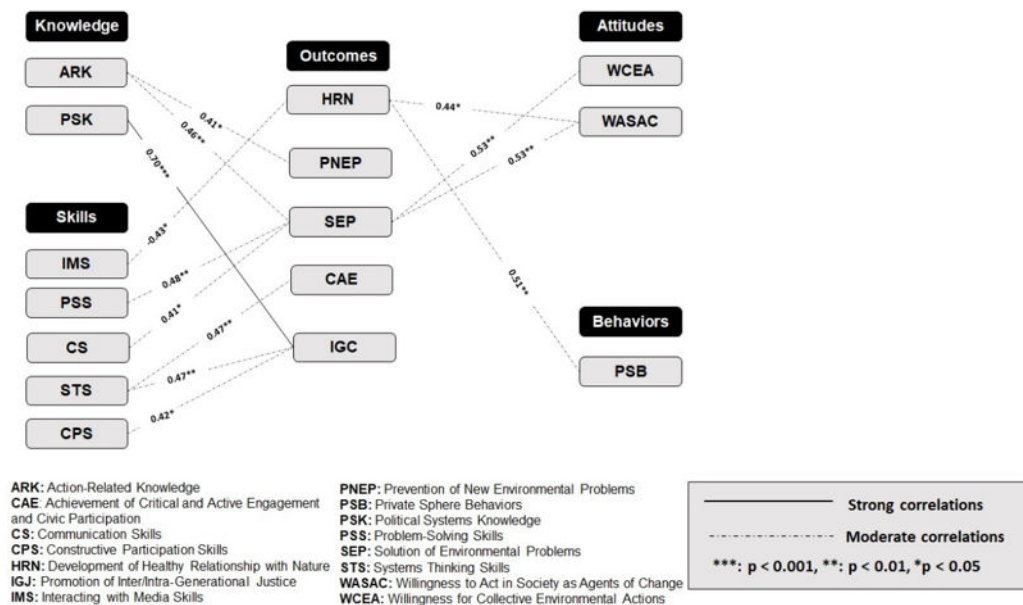 Knowledge
ARK
PSK
Skills
IMS
PSS
CS
STS
CPS
Outcomes
HRN
PNEP
SEP
CAE
IGC
Attitudes
WCEA
WASAC
Behaviors
PSB
0.41*
0.46**
0.70***
-0.43*
0.48**
0.41*
0.47**
0.47**
0.42*
0.44*
0.53**
0.53**
0.51**
ARK: Action-Related Knowledge
CAE: Achievement of Critical and Active Engagement
and Civic Participation
CS: Communication Skills
CPS: Constructive Participation Skills
HRN: Development of Healthy Relationship with Nature
IGJ: Promotion of Inter/Intra-Generational Justice
IMS: Interacting with Media Skills
PNEP: Prevention of New Environmental Problems
PSB: Private Sphere Behaviors
PSK: Political Systems Knowledge
PSS: Problem-Solving Skills
SEP: Solution of Environmental Problems
STS: Systems Thinking Skills
WASAC: Willingness to Act in Society as Agents of Change
WCEA: Willingness for Collective Environmental Actions
Strong correlations
Moderate correlations
***: p < 0.001, **: p < 0.01, *p < 0.05